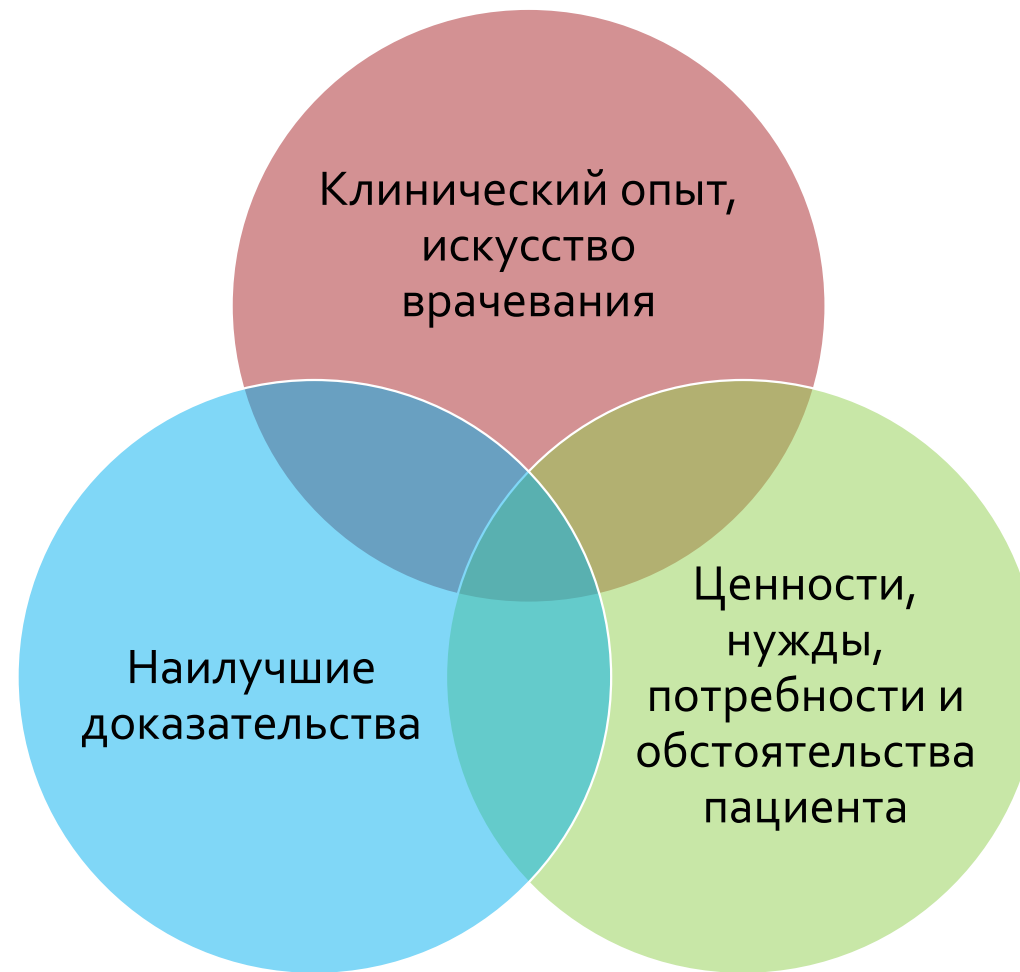 Клинический опыт,
искусство
врачевания
Наилучшие
доказательства
Ценности,
нужды,
потребности и
обстоятельства
пациента